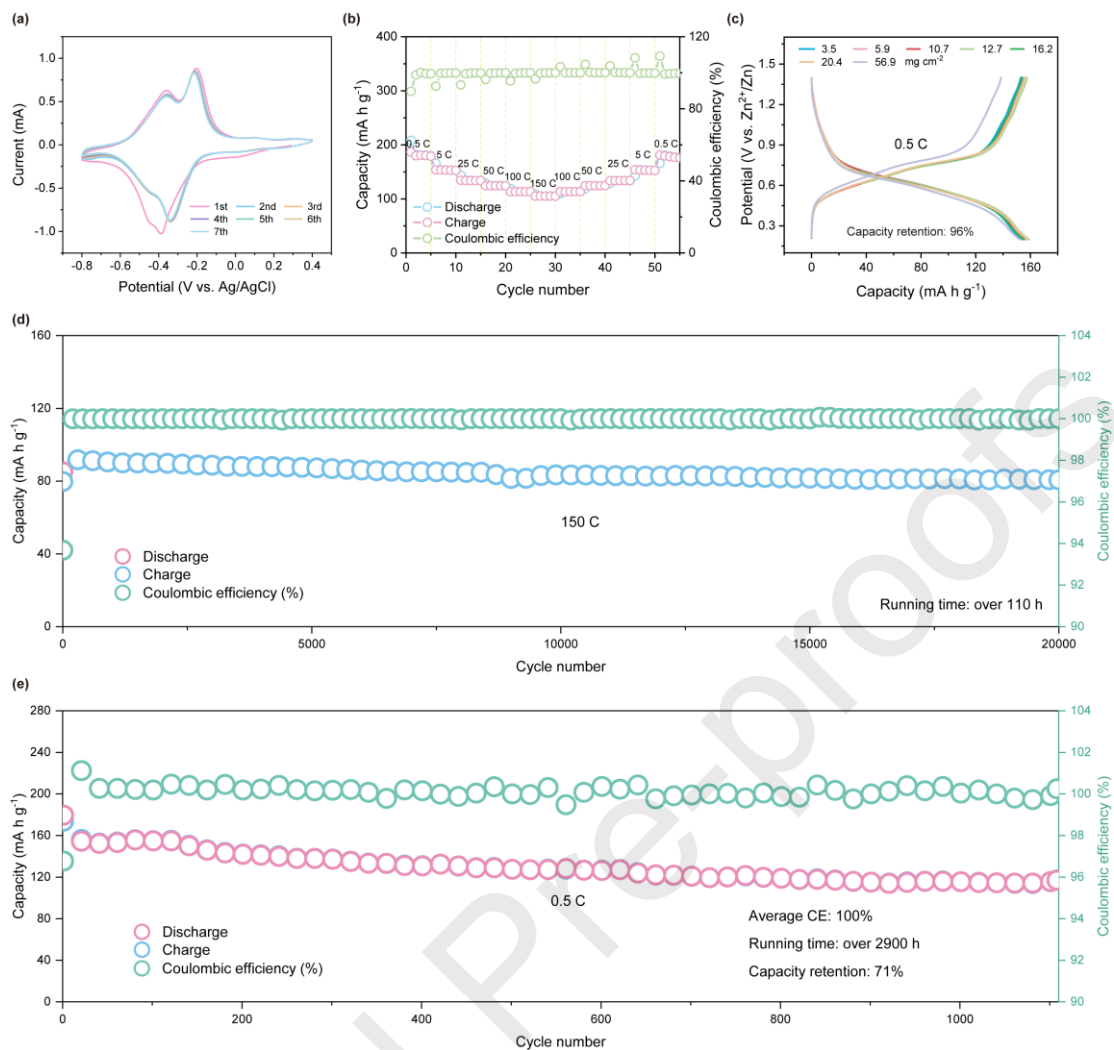 (a)
Current (mA)
1.0
0.5
0.0
-0.5
-1.0
1st 2nd 3rd
4th 5th 6th
7th
-0.8 -0.4 0.0 0.4
Potential (V vs. Ag/AgCl)
(b)
Capacity (mA h g-1)
400
300
200
100
0
0.5 C 5 C 25 C 50 C 100 C 150 C 100 C 50 C 25 C 5 C 0.5 C
Discharge
Charge
Coulombic efficiency
0 10 20 30 40 50
Cycle number
120
80
40
0
Coulombic efficiency (%)
(c)
Potential (V vs. Zn2+/Zn)
1.5
1.2
0.9
0.6
0.3
3.5 5.9 10.7 12.7 16.2
20.4 56.9 mg cm-2
0.5 C
Capacity retention: 96%
0 40 80 120 160
Capacity (mA h g-1)
(d)
Capacity (mA h g-1)
160
120
80
40
0
150 C
Discharge
Charge
Coulombic efficiency (%)
Running time: over 110 h
0 5000 10000 15000 20000
Cycle number
104
102
100
98
96
94
92
90
Coulombic efficiency (%)
(e)
Capacity (mA h g-1)
280
240
200
160
120
80
40
0
0.5 C
Discharge
Charge
Coulombic efficiency (%)
Average CE: 100%
Running time: over 2900 h
Capacity retention: 71%
0 200 400 600 800 1000
Cycle number
104
102
100
98
96
94
92
90
Coulombic efficiency (%)
Pre-proofs